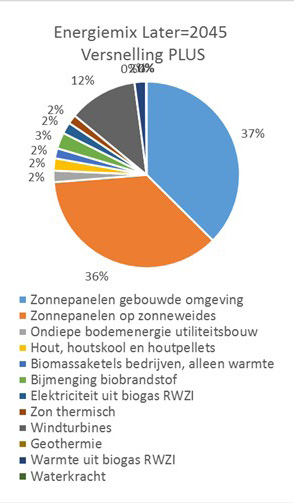 Energiemix Later=2045
Versnelling PLUS
12%
0%
0%
37%
2%
2%
3%
2%
2%
2%
36%
Zonnepanelen gebouwde omgeving
Zonnepanelen op zonneweides
Ondiepe bodemenergie utiliteitsbouw
Hout, houtskool en houtpellets
Biomassaketels bedrijven, alleen warmte
Bijmenging biobrandstof
Elektriciteit uit biogas RWZI
Zon thermisch
Windturbines
Geothermie
Warmte uit biogas RWZI
Waterkracht